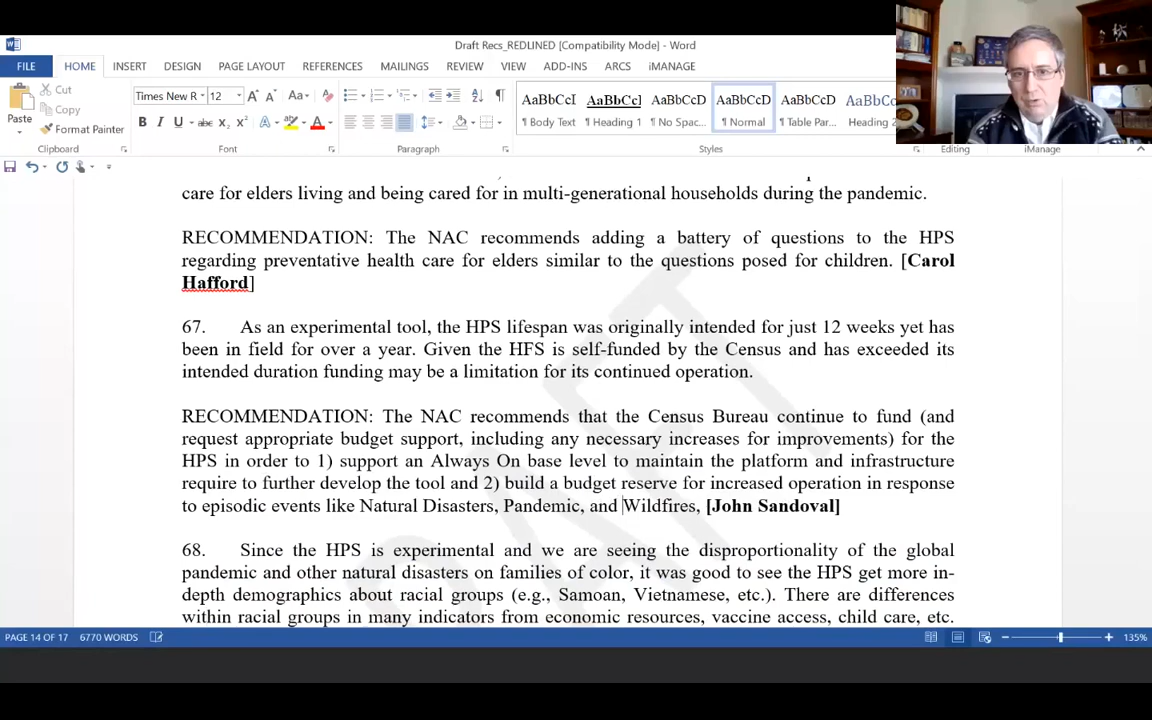 Draft Recs_REDLINED [Compatibility Mode] - Word
FILE HOME INSERT DESIGN PAGE LAYOUT REFERENCES MAILINGS REVIEW VIEW ADD-INS ARCS iMANAGE
Paste
Cut
Copy
Format Painter
Times New R 12
Aa
B I U abc X₂ X²
AaBbCcI AaBbCcI AaBbCcD AaBbCcD AaBbCcD AaBbC
¶ Body Text ¶ Heading 1 ¶ No Spac... ¶ Normal ¶ Table Par... Heading 2
Clipboard Font Paragraph Styles Editing iManage
care for elders living and being cared for in multi-generational households during the pandemic.
RECOMMENDATION: The NAC recommends adding a battery of questions to the HPS
regarding preventative health care for elders similar to the questions posed for children. [Carol
Hafford]
67. As an experimental tool, the HPS lifespan was originally intended for just 12 weeks yet has
been in field for over a year. Given the HFS is self-funded by the Census and has exceeded its
intended duration funding may be a limitation for its continued operation.
RECOMMENDATION: The NAC recommends that the Census Bureau continue to fund (and
request appropriate budget support, including any necessary increases for improvements) for the
HPS in order to 1) support an Always On base level to maintain the platform and infrastructure
require to further develop the tool and 2) build a budget reserve for increased operation in response
to episodic events like Natural Disasters, Pandemic, and Wildfires, [John Sandoval]
68. Since the HPS is experimental and we are seeing the disproportionality of the global
pandemic and other natural disasters on families of color, it was good to see the HPS get more in-
depth demographics about racial groups (e.g., Samoan, Vietnamese, etc.). There are differences
within racial groups in many indicators from economic resources, vaccine access, child care, etc.
DRAFT
PAGE 14 OF 17 6770 WORDS 135%